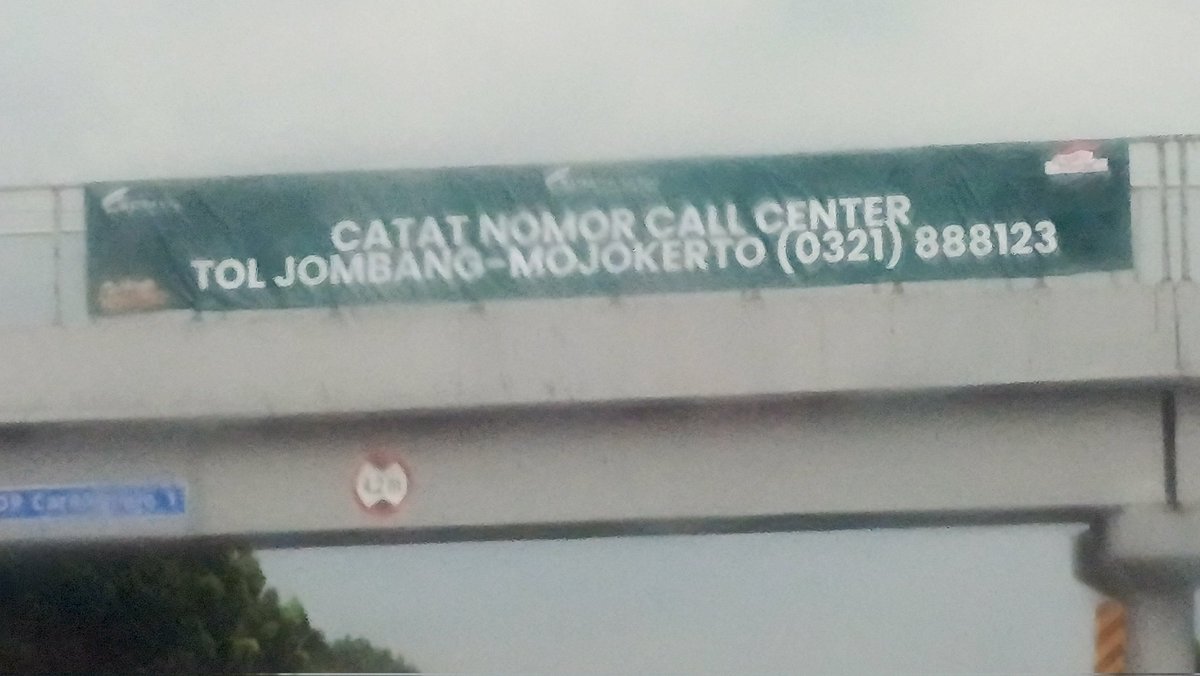 CATAT NOMOR CALL CENTER
TOL JOMBANG-MOJOKERTO (0321) 888123